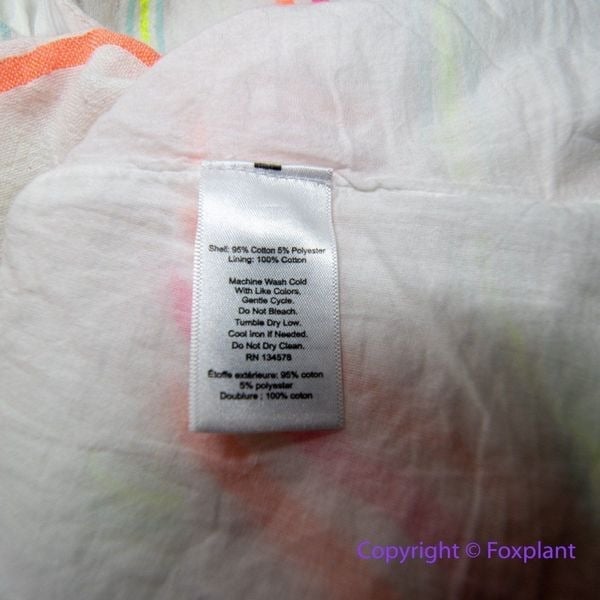 Shell: 95% Cotton 5% Polyester
Lining: 100% Cotton
Machine Wash Cold
With Like Colors.
Gentle Cycle.
Do Not Bleach.
Tumble Dry Low.
Cool Iron If Needed.
Do Not Dry Clean.
RN 134578
Étoffe extérieure: 95% coton
5% polyester
Doublure ; 100% coton
Copyright © Foxplant